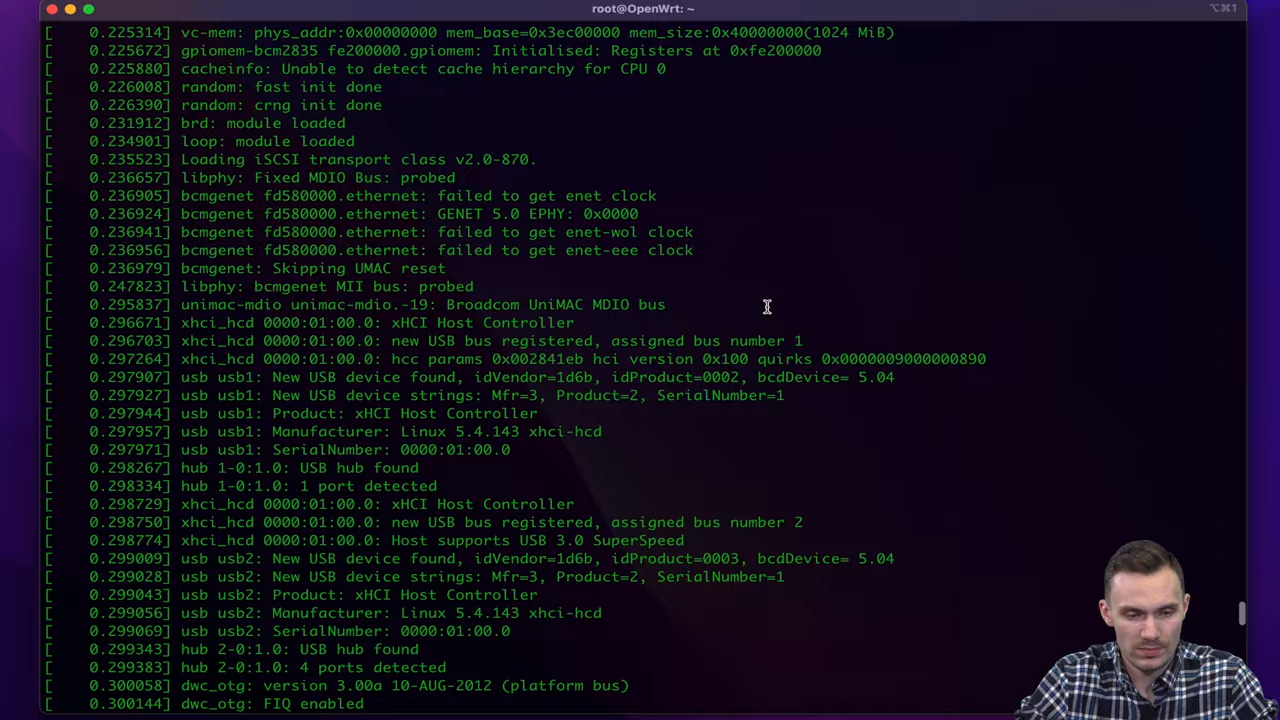 root@OpenWrt: ~
⌥⌘1
[    0.225314] vc-mem: phys_addr:0x00000000 mem_base=0x3ec00000 mem_size:0x40000000(1024 MiB)
[    0.225672] gpiomem-bcm2835 fe200000.gpiomem: Initialised: Registers at 0xfe200000
[    0.225880] cacheinfo: Unable to detect cache hierarchy for CPU 0
[    0.226008] random: fast init done
[    0.226390] random: crng init done
[    0.231912] brd: module loaded
[    0.234901] loop: module loaded
[    0.235523] Loading iSCSI transport class v2.0-870.
[    0.236657] libphy: Fixed MDIO Bus: probed
[    0.236905] bcmgenet fd580000.ethernet: failed to get enet clock
[    0.236924] bcmgenet fd580000.ethernet: GENET 5.0 EPHY: 0x0000
[    0.236941] bcmgenet fd580000.ethernet: failed to get enet-wol clock
[    0.236956] bcmgenet fd580000.ethernet: failed to get enet-eee clock
[    0.236979] bcmgenet: Skipping UMAC reset
[    0.247823] libphy: bcmgenet MII bus: probed
[    0.295837] unimac-mdio unimac-mdio.-19: Broadcom UniMAC MDIO bus
[    0.296671] xhci_hcd 0000:01:00.0: xHCI Host Controller
[    0.296703] xhci_hcd 0000:01:00.0: new USB bus registered, assigned bus number 1
[    0.297264] xhci_hcd 0000:01:00.0: hcc params 0x002841eb hci version 0x100 quirks 0x0000009000000890
[    0.297907] usb usb1: New USB device found, idVendor=1d6b, idProduct=0002, bcdDevice= 5.04
[    0.297927] usb usb1: New USB device strings: Mfr=3, Product=2, SerialNumber=1
[    0.297944] usb usb1: Product: xHCI Host Controller
[    0.297957] usb usb1: Manufacturer: Linux 5.4.143 xhci-hcd
[    0.297971] usb usb1: SerialNumber: 0000:01:00.0
[    0.298267] hub 1-0:1.0: USB hub found
[    0.298334] hub 1-0:1.0: 1 port detected
[    0.298729] xhci_hcd 0000:01:00.0: xHCI Host Controller
[    0.298750] xhci_hcd 0000:01:00.0: new USB bus registered, assigned bus number 2
[    0.298774] xhci_hcd 0000:01:00.0: Host supports USB 3.0 SuperSpeed
[    0.299009] usb usb2: New USB device found, idVendor=1d6b, idProduct=0003, bcdDevice= 5.04
[    0.299028] usb usb2: New USB device strings: Mfr=3, Product=2, SerialNumber=1
[    0.299043] usb usb2: Product: xHCI Host Controller
[    0.299056] usb usb2: Manufacturer: Linux 5.4.143 xhci-hcd
[    0.299069] usb usb2: SerialNumber: 0000:01:00.0
[    0.299343] hub 2-0:1.0: USB hub found
[    0.299383] hub 2-0:1.0: 4 ports detected
[    0.300058] dwc_otg: version 3.00a 10-AUG-2012 (platform bus)
[    0.300144] dwc_otg: FIQ enabled